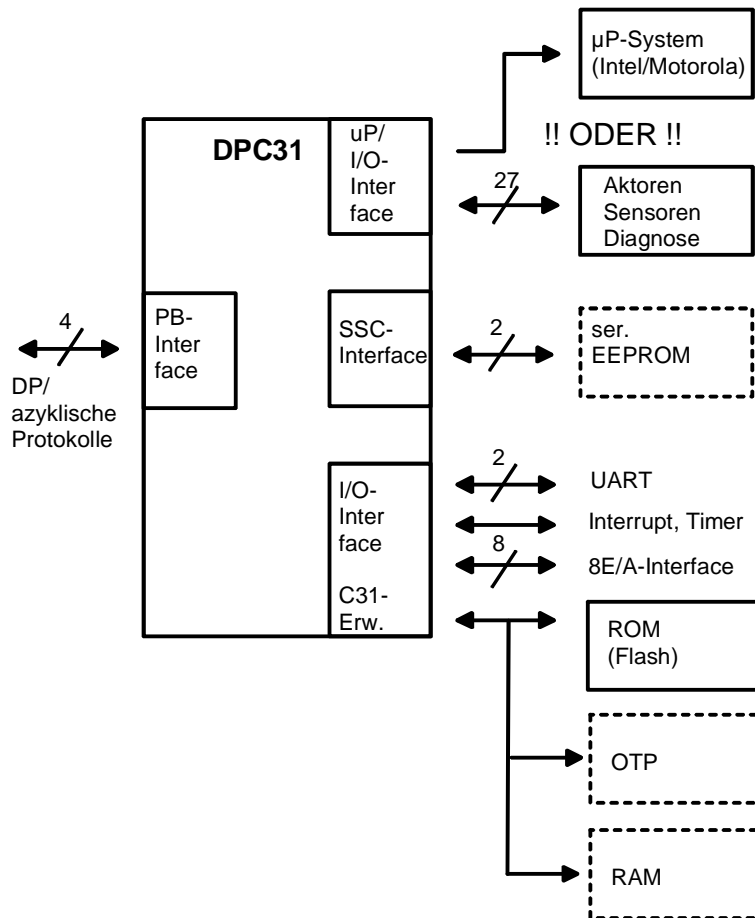 µP-System
(Intel/Motorola)
DPC31
uP/
I/O-
Inter
face
!! ODER !!
27
Aktoren
Sensoren
Diagnose
4
PB-
Inter
face
DP/
azyklische
Protokolle
SSC-
Interface
2
ser.
EEPROM
I/O-
Inter
face
C31-
Erw.
2
UART
Interrupt, Timer
8
8E/A-Interface
ROM
(Flash)
OTP
RAM